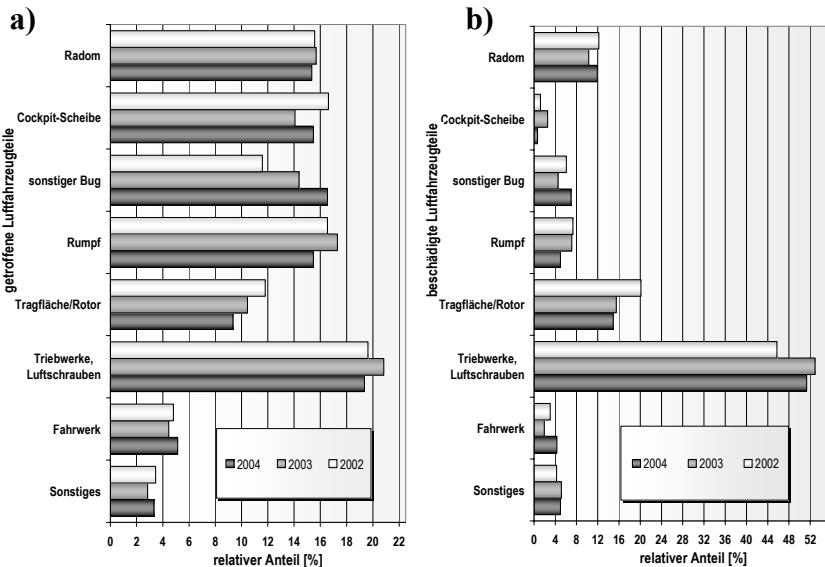 a)
getroffene Luftfahrzeugteile
Radom
Cockpit-Scheibe
sonstiger Bug
Rumpf
Tragfläche/Rotor
Triebwerke,
Luftschrauben
Fahrwerk
Sonstiges
2004 2003 2002
0 2 4 6 8 10 12 14 16 18 20 22
relativer Anteil [%]
b)
beschädigte Luftfahrzeugteile
Radom
Cockpit-Scheibe
sonstiger Bug
Rumpf
Tragfläche/Rotor
Triebwerke,
Luftschrauben
Fahrwerk
Sonstiges
2004 2003 2002
0 4 8 12 16 20 24 28 32 36 40 44 48 52
relativer Anteil [%]